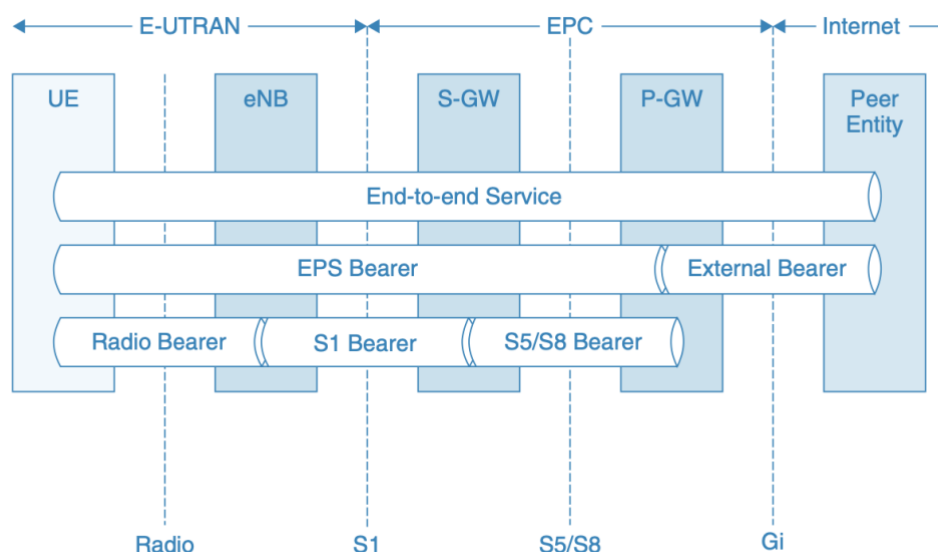 E-UTRAN EPC Internet
UE eNB S-GW P-GW Peer
Entity
End-to-end Service
EPS Bearer External Bearer
Radio Bearer S1 Bearer S5/S8 Bearer
Radio S1 S5/S8 Gi